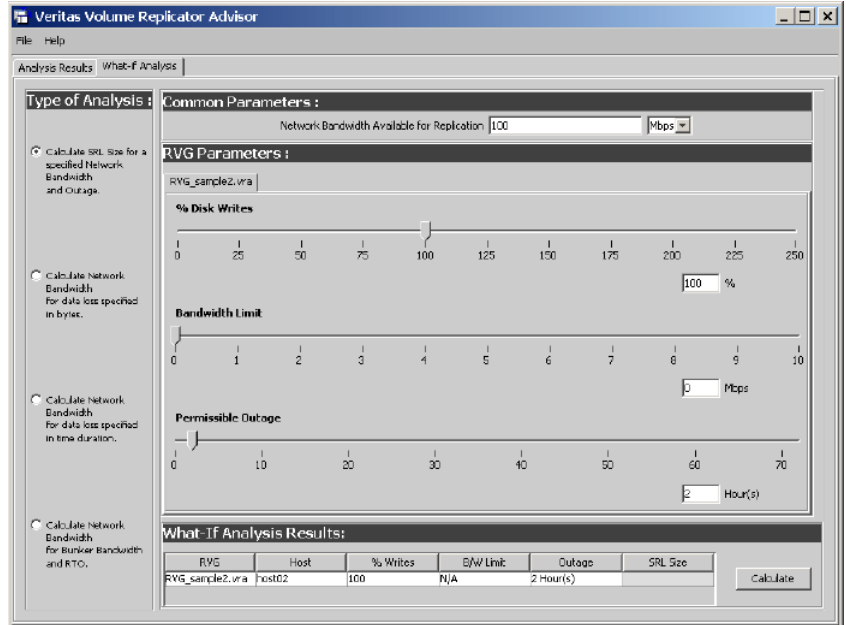 Veritas Volume Replicator Advisor
File Help
Analysis Results What-if Analysis
Type of Analysis :
Calculate SRL Size for a
specified Network
Bandwidth
and Outage.
Calculate Network
Bandwidth
for data loss specified
in bytes.
Calculate Network
Bandwidth
for data loss specified
in time duration.
Calculate Network
Bandwidth
for Bunker Bandwidth
and RTO.
Common Parameters :
Network Bandwidth Available for Replication 100 Mbps
RVG Parameters :
RVG_sample2.vra
% Disk Writes
0 25 50 75 100 125 150 175 200 225 250
100 %
Bandwidth Limit
0 1 2 3 4 5 6 7 8 9 10
0 Mbps
Permissible Outage
0 10 20 30 40 50 60 70
2 Hour(s)
What-If Analysis Results:
RVG Host % Writes B/W Limit Outage SRL Size
RVG_sample2.vra host02 100 N/A 2 Hour(s)
Calculate